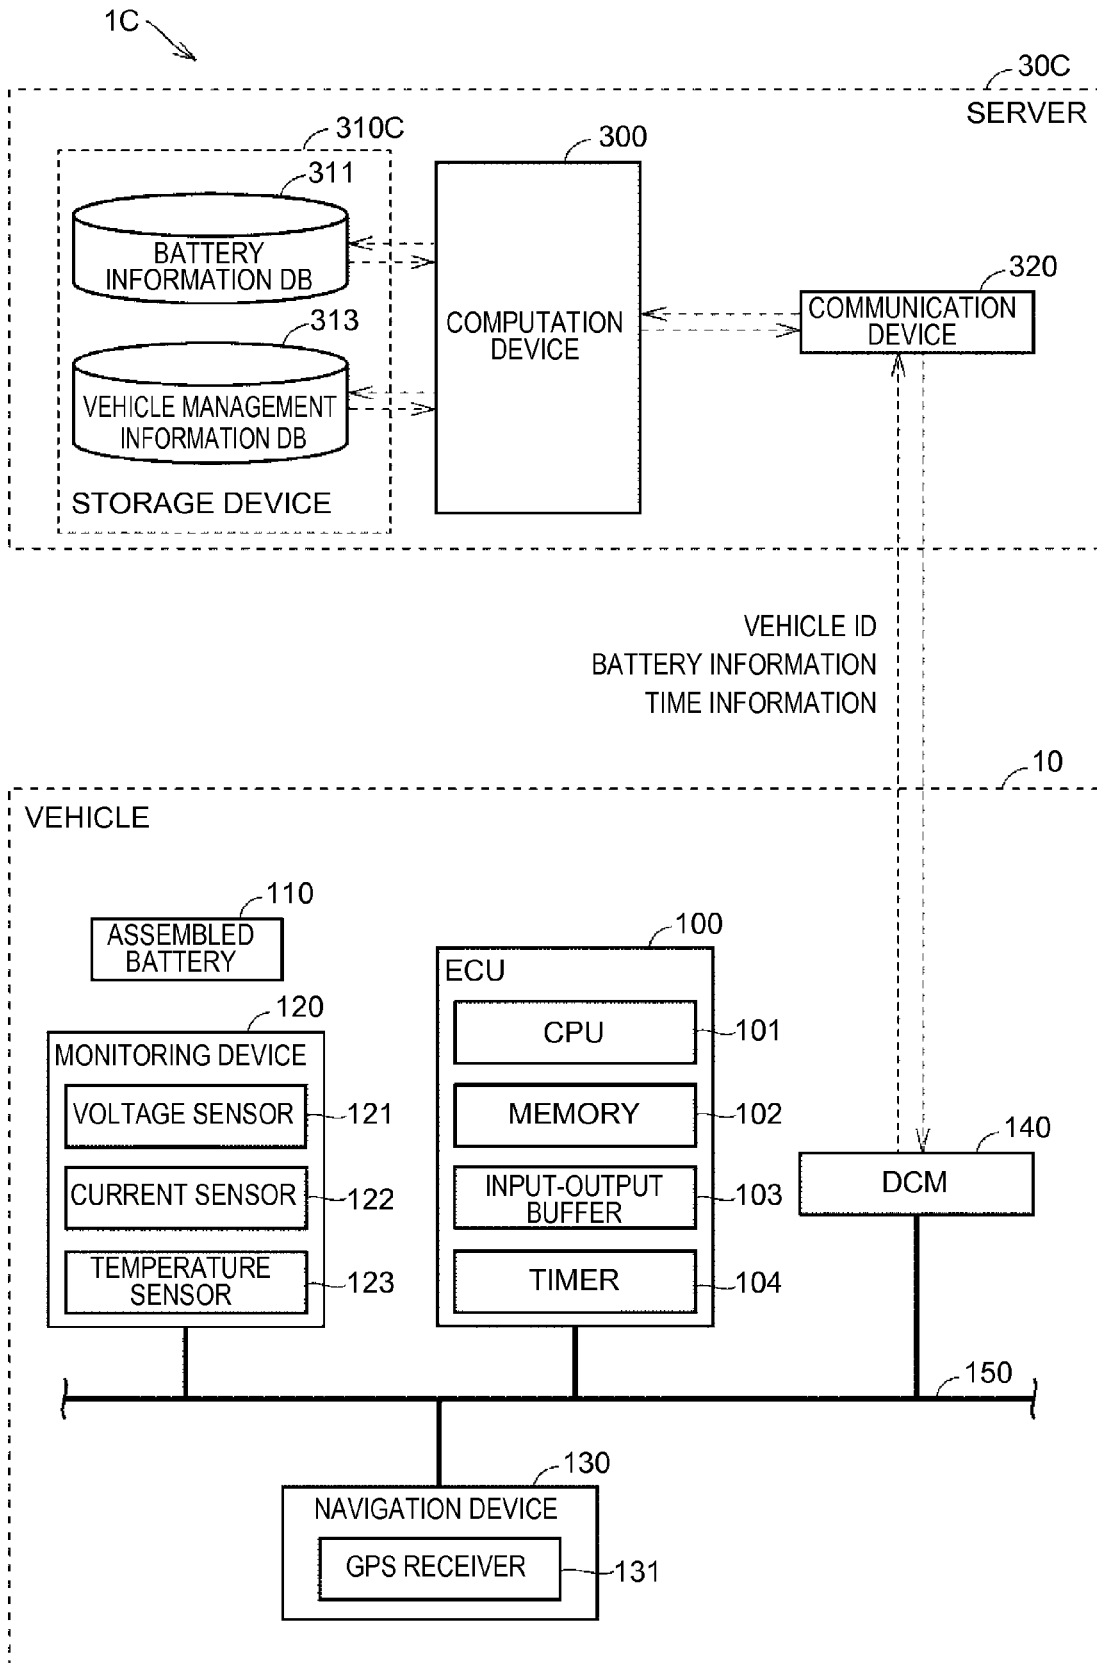 1C
30C
SERVER
310C
311
BATTERY
INFORMATION DB
313
VEHICLE MANAGEMENT
INFORMATION DB
STORAGE DEVICE
300
COMPUTATION
DEVICE
320
COMMUNICATION
DEVICE
VEHICLE ID
BATTERY INFORMATION
TIME INFORMATION
10
VEHICLE
110
ASSEMBLED
BATTERY
120
MONITORING DEVICE
VOLTAGE SENSOR
121
CURRENT SENSOR
122
TEMPERATURE
SENSOR
123
100
ECU
CPU
101
MEMORY
102
INPUT-OUTPUT
BUFFER
103
TIMER
104
140
DCM
150
130
NAVIGATION DEVICE
GPS RECEIVER
131